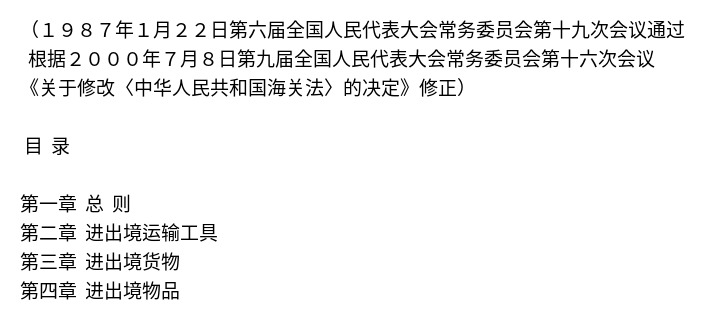 （１９８７年１月２２日第六届全国人民代表大会常务委员会第十九次会议通过
根据２０００年７月８日第九届全国人民代表大会常务委员会第十六次会议
《关于修改〈中华人民共和国海关法〉的决定》修正）
目 录
第一章 总 则
第二章 进出境运输工具
第三章 进出境货物
第四章 进出境物品